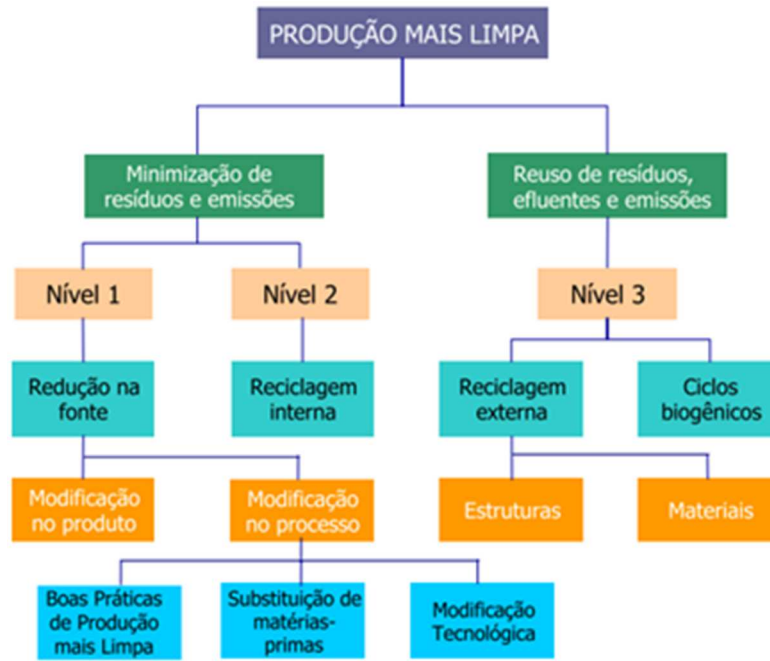 PRODUÇÃO MAIS LIMPA
Minimização de
resíduos e emissões
Reuso de resíduos,
efluentes e emissões
Nível 1
Nível 2
Nível 3
Redução na
fonte
Reciclagem
interna
Reciclagem
externa
Ciclos
biogênicos
Modificação
no produto
Modificação
no processo
Estruturas
Materiais
Boas Práticas
de Produção
mais Limpa
Substituição de
matérias-
primas
Modificação
Tecnológica